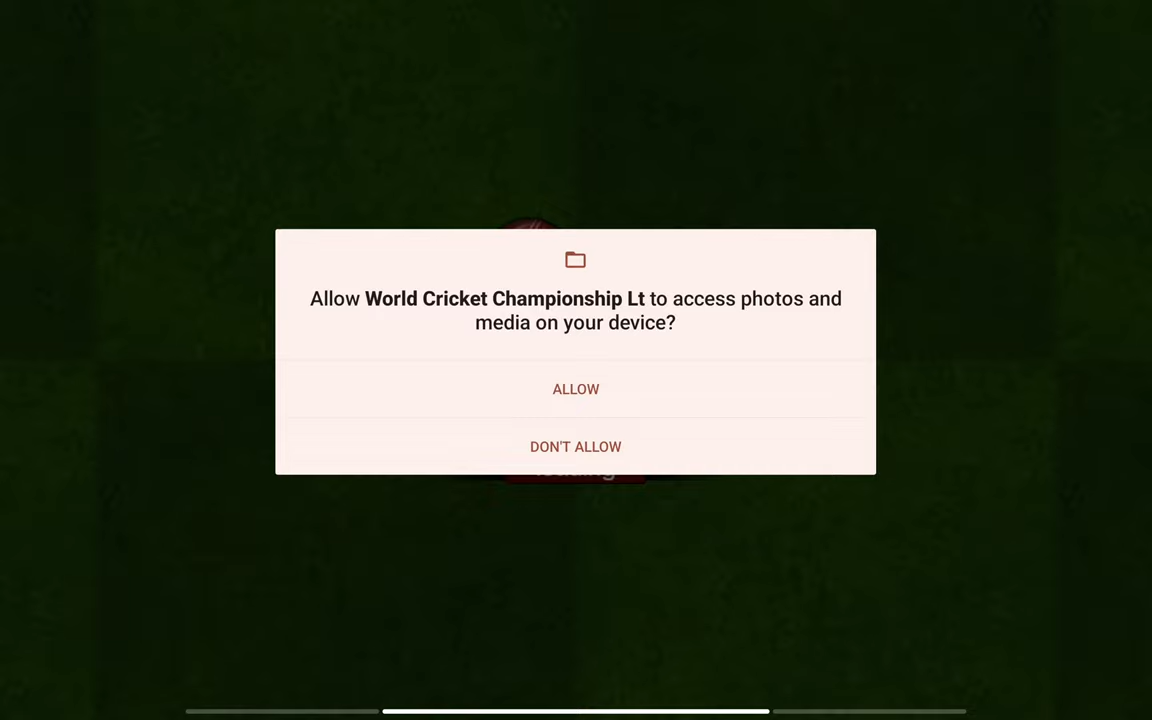 Allow World Cricket Championship Lt to access photos and
media on your device?
ALLOW
DON'T ALLOW